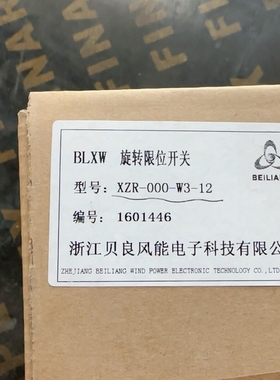 BLXW 旋转限位开关
BEILIA
型号: XZR-000-W3-12
编号: 1601446
浙江贝良风能电子科技有限公
ZHEJIANG BEILIANG WIND POWER ELECTRONIC TECHNOLOGY CO.,LTD